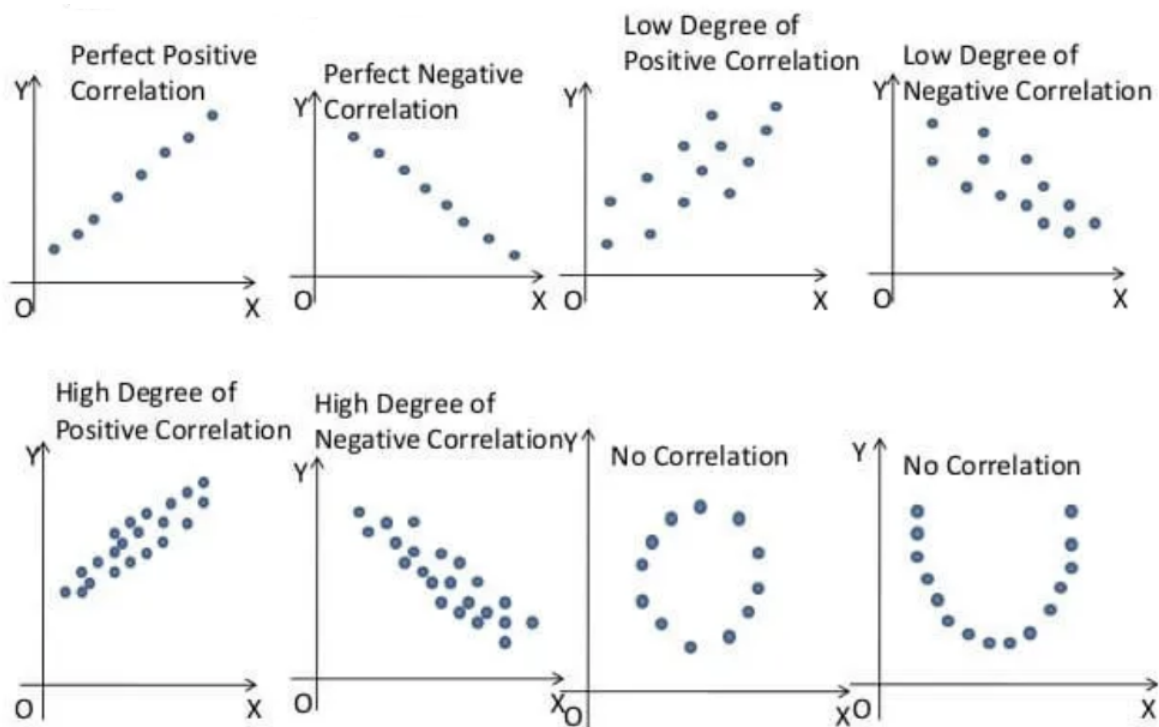 Perfect Positive
Correlation
Y
O
X
Perfect Negative
Correlation
Y
O
X
Low Degree of
Positive Correlation
Y
O
X
Low Degree of
Negative Correlation
Y
O
X
High Degree of
Positive Correlation
Y
O
X
High Degree of
Negative Correlation
Y
O
X
No Correlation
Y
O
X
No Correlation
Y
O
X